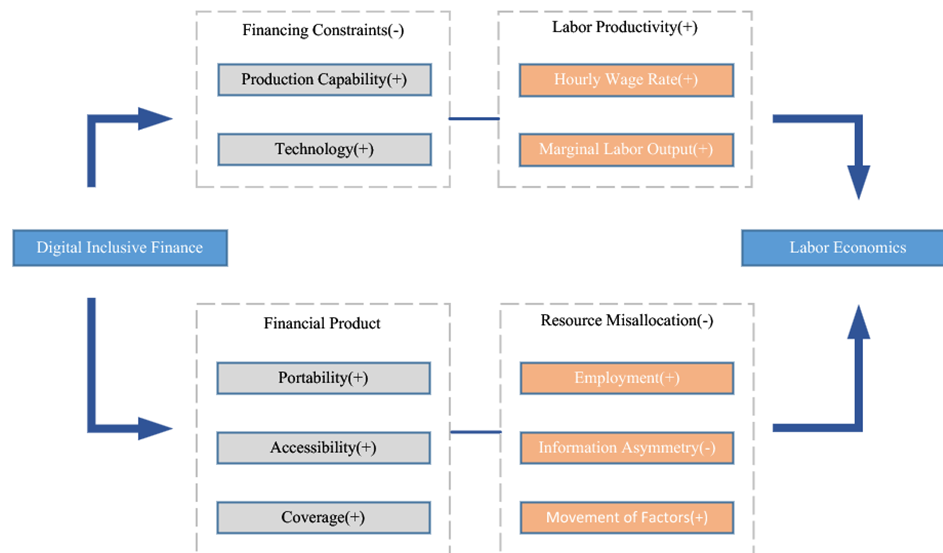 Financing Constraints(-)
Production Capability(+)
Technology(+)
Labor Productivity(+)
Hourly Wage Rate(+)
Marginal Labor Output(+)
Digital Inclusive Finance
Labor Economics
Financial Product
Portability(+)
Accessibility(+)
Coverage(+)
Resource Misallocation(-)
Employment(+)
Information Asymmetry(-)
Movement of Factors(+)